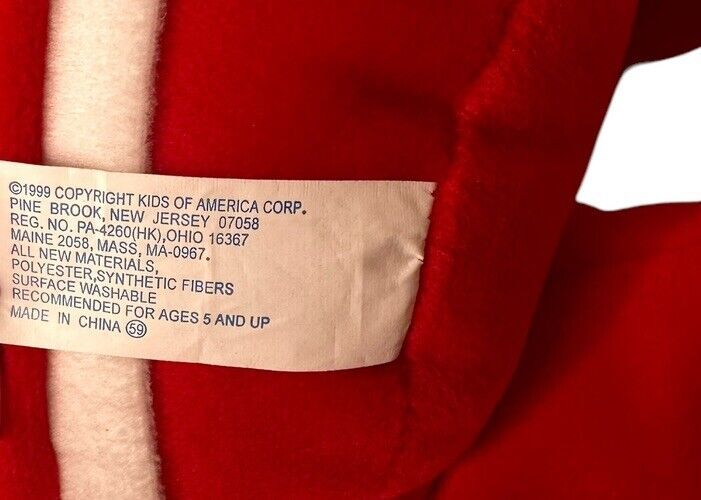 ©1999 COPYRIGHT KIDS OF AMERICA CORP.
PINE BROOK, NEW JERSEY 07058
REG. NO. PA-4260(HK),OHIO 16367
MAINE 2058, MASS, MA-0967.
ALL NEW MATERIALS,
POLYESTER,SYNTHETIC FIBERS
SURFACE WASHABLE
RECOMMENDED FOR AGES 5 AND UP
MADE IN CHINA 59